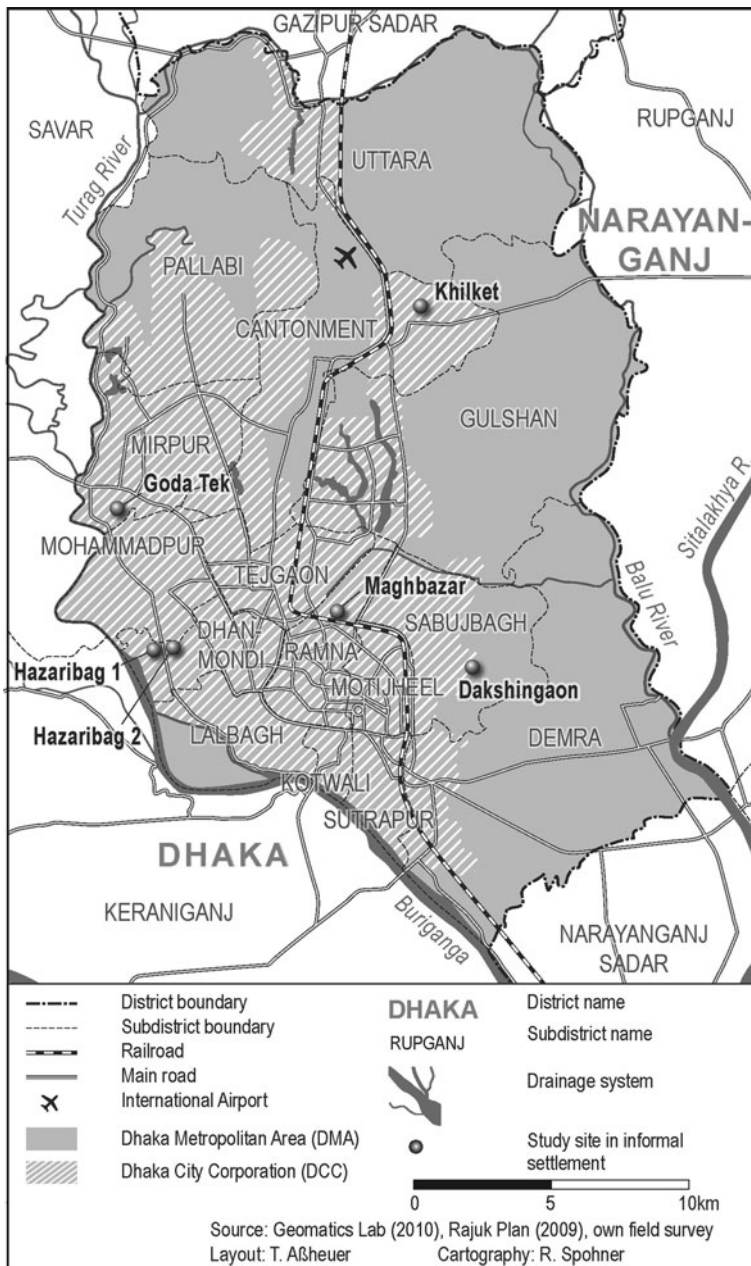 GAZIPUR SADAR
SAVAR
RUPGANJ
Turag River
UTTARA
NARAYAN-
GANJ
PALLABI
Khilket
CANTONMENT
GULSHAN
MIRPUR
Goda Tek
Sitalakhya R.
MOHAMMADPUR
TEJGAON
Maghbazar
Balu River
SABUJBAGH
DHAN-
MONDI
RAMNA
Hazaribag 1
MOTIJHEEL
Dakshingaon
Hazaribag 2
LALBAGH
DEMRA
KOTWALI
SUTRAPUR
DHAKA
KERANIGANJ
Buriganga
NARAYANGANJ
SADAR
District boundary
Subdistrict boundary
Railroad
Main road
International Airport
Dhaka Metropolitan Area (DMA)
Dhaka City Corporation (DCC)
DHAKA District name
RUPGANJ Subdistrict name
Drainage system
Study site in informal
settlement
0 5 10km
Source: Geomatics Lab (2010), Rajuk Plan (2009), own field survey
Layout: T. Aßheuer Cartography: R. Spohner